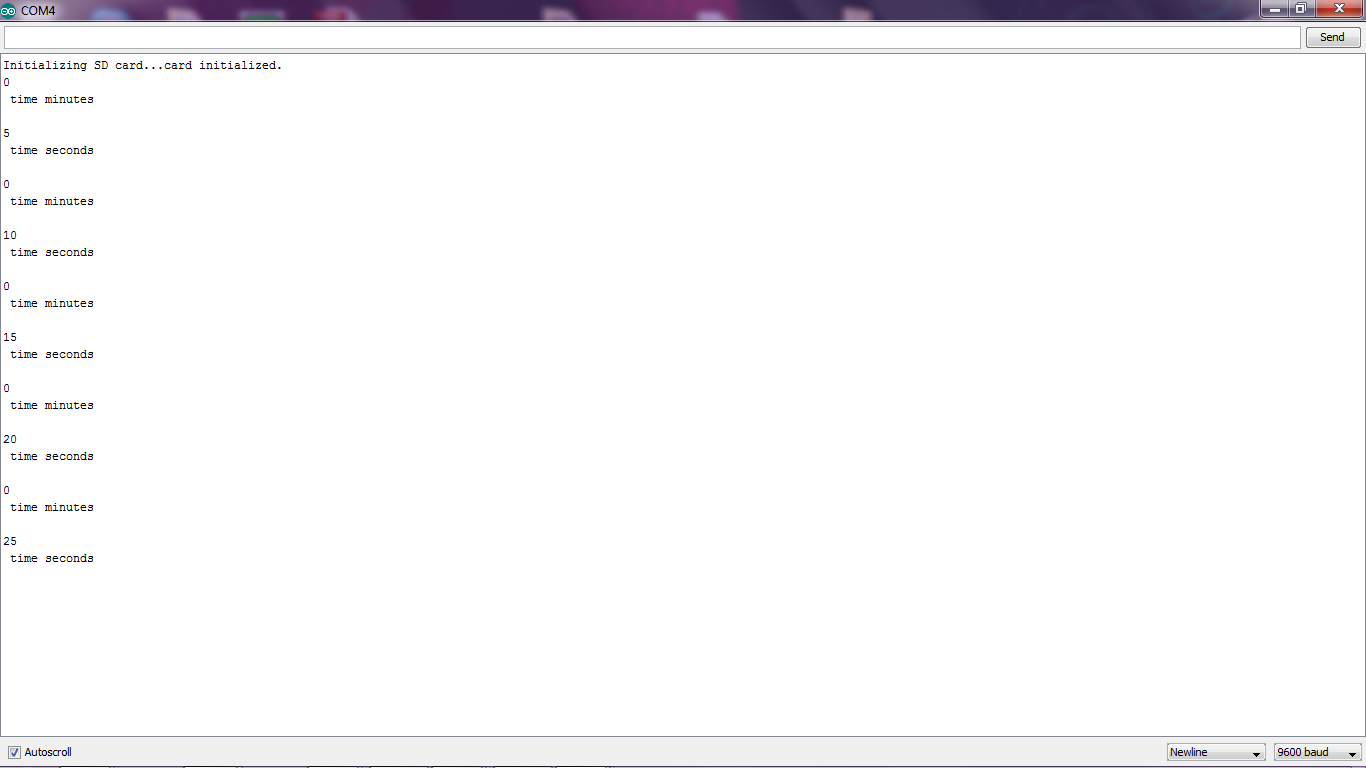 COM4
Send
Initializing SD card...card initialized.
0
time minutes
5
time seconds
0
time minutes
10
time seconds
0
time minutes
15
time seconds
0
time minutes
20
time seconds
0
time minutes
25
time seconds
Autoscroll
Newline
9600 baud